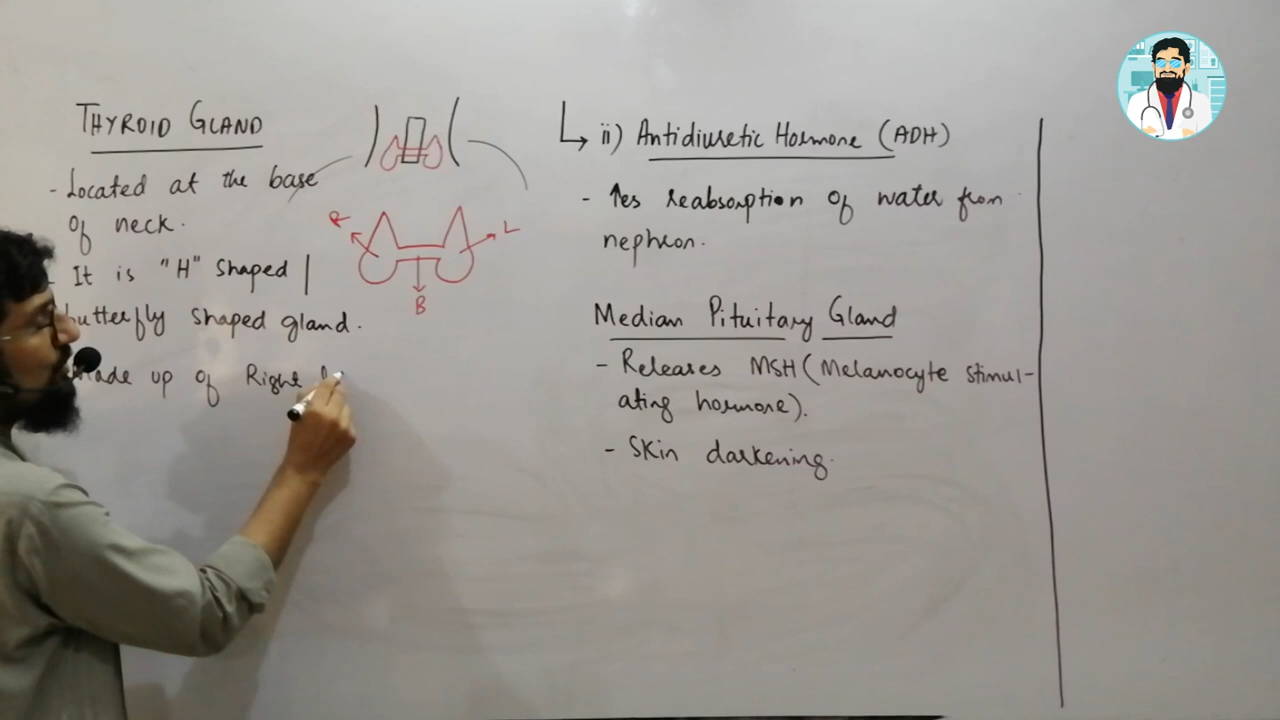 THYROID GLAND
- Located at the base
of neck.
- It is "H" shaped |
butterfly shaped gland.
made up of Right
R
L
B
ii) Antidiuretic Hormone (ADH)
- ↑es reabsorption of water from
nephron.
Median Pituitary Gland
- Releases MSH (Melanocyte stimul-
ating hormone).
- Skin darkening.